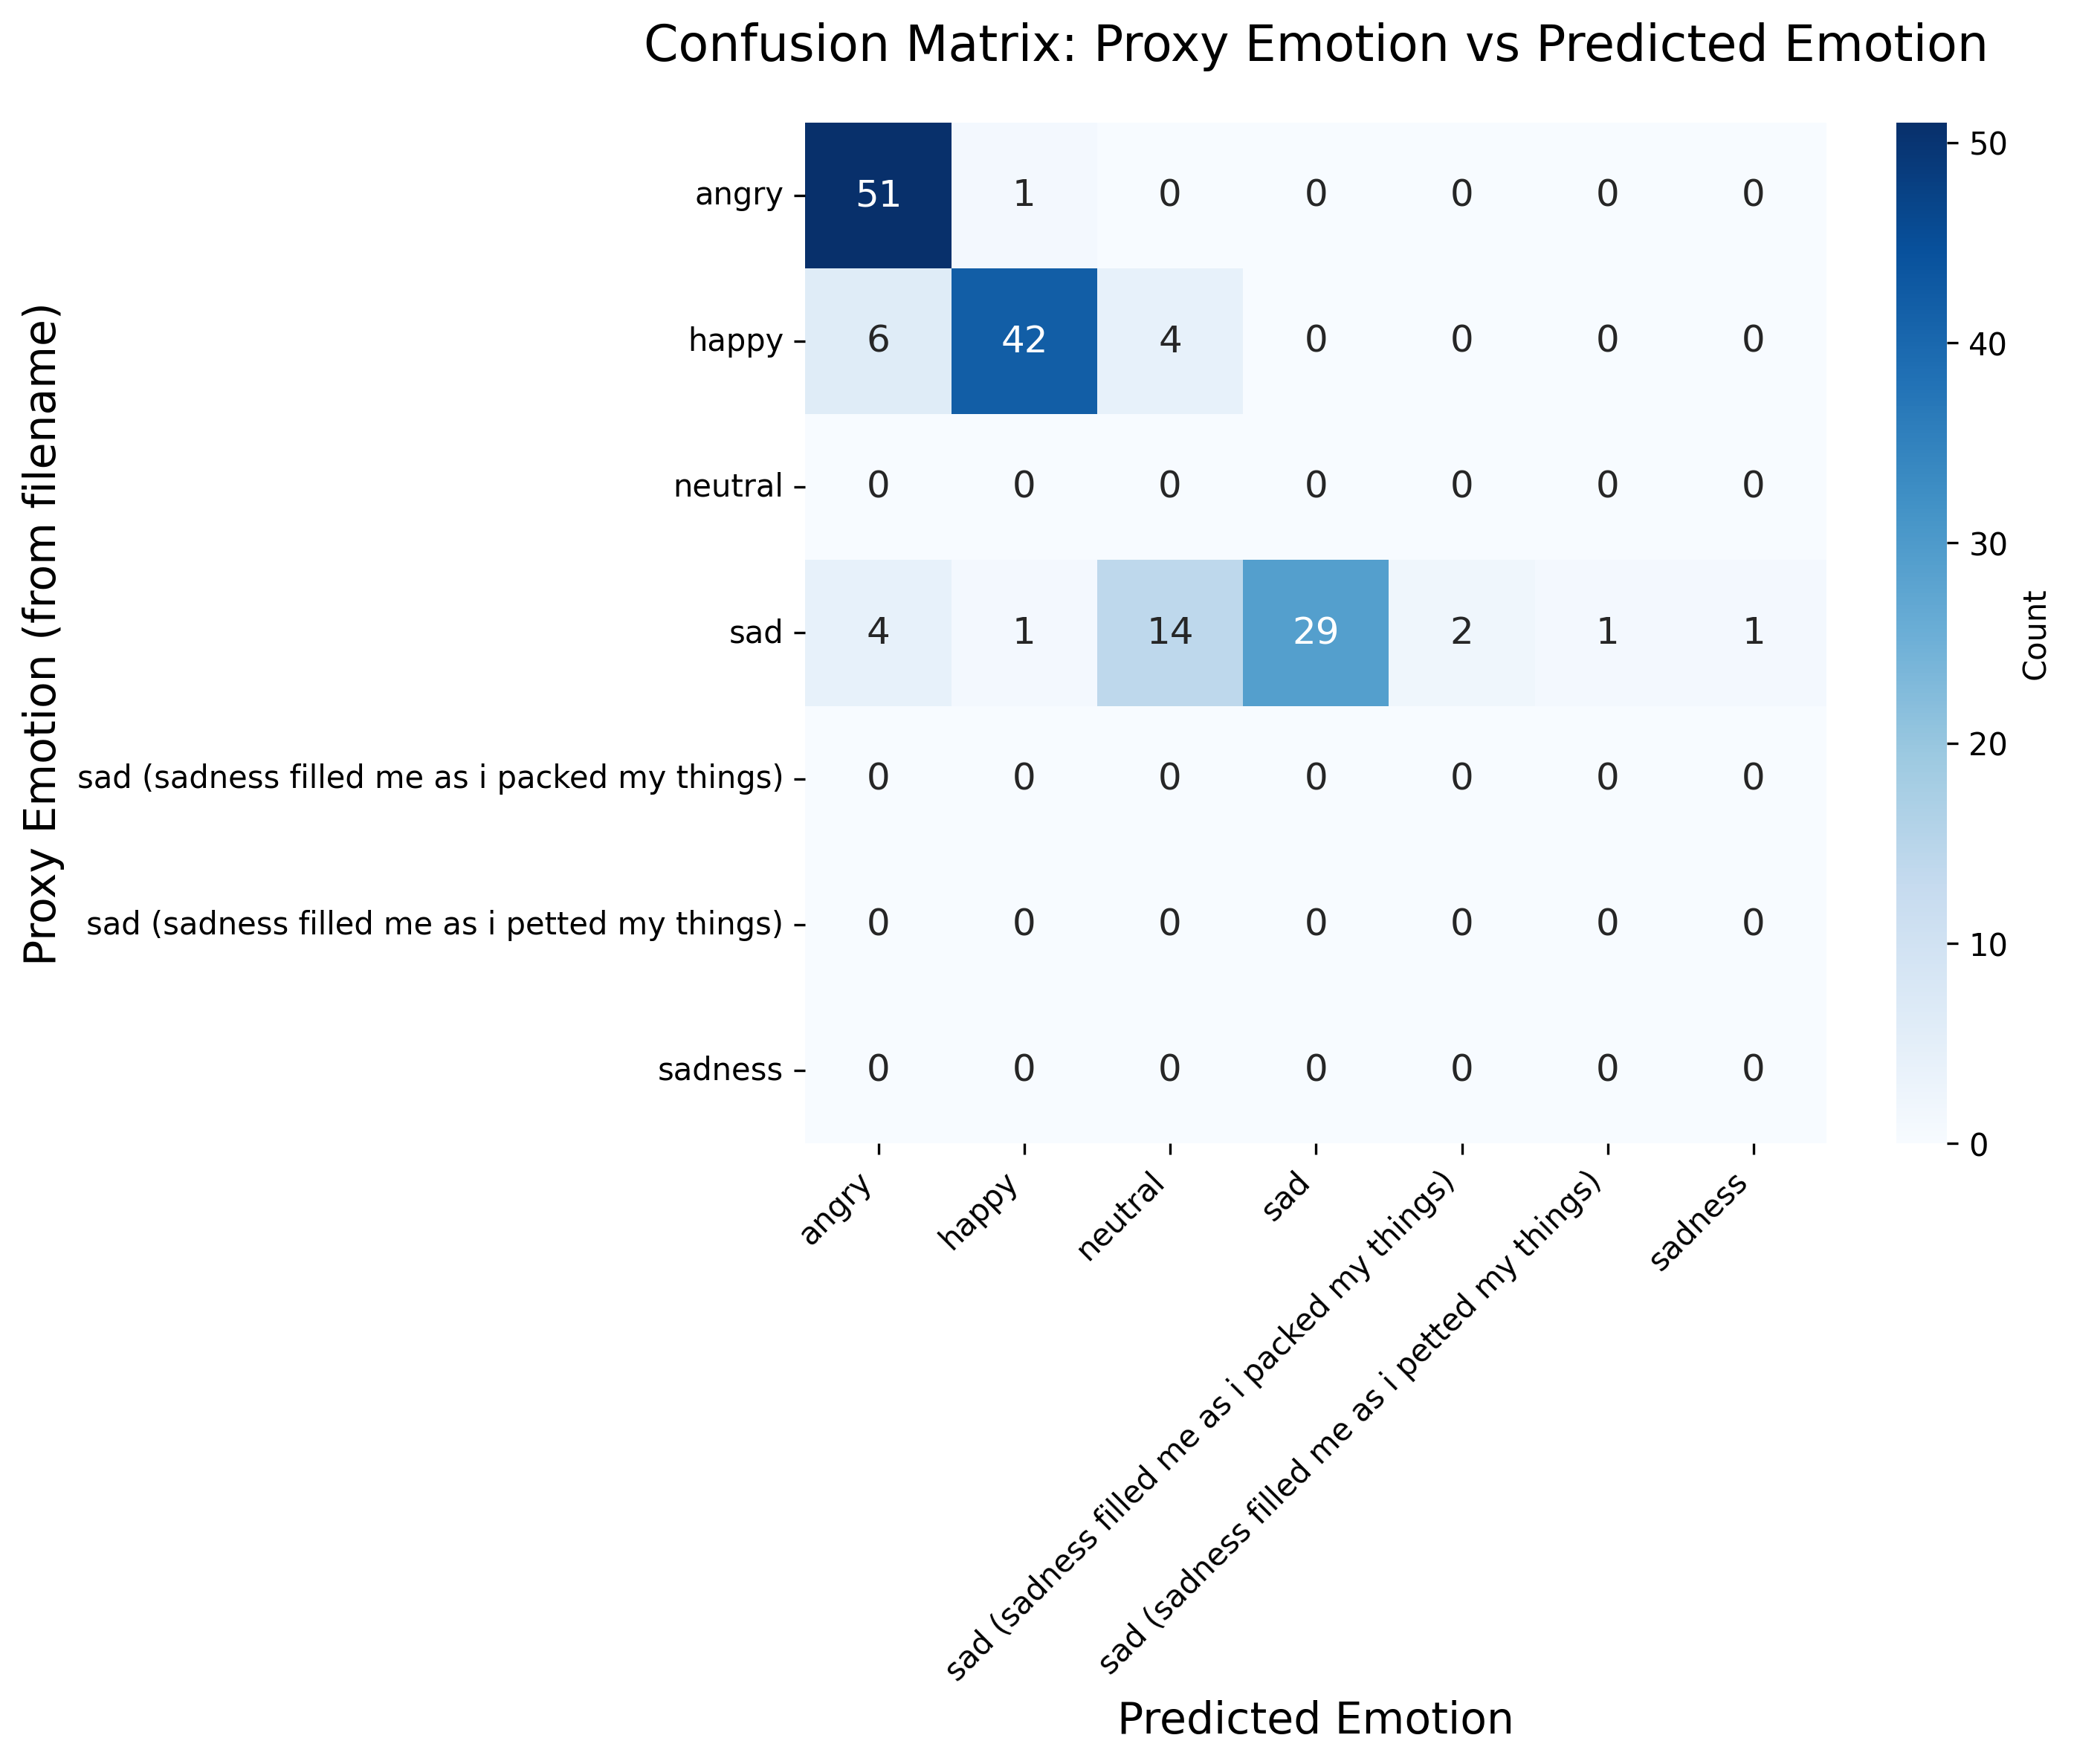 Confusion Matrix: Proxy Emotion vs Predicted Emotion
Proxy Emotion (from filename)
angry
51 1 0 0 0 0 0
happy
6 42 4 0 0 0 0
neutral
0 0 0 0 0 0 0
sad
4 1 14 29 2 1 1
sad (sadness filled me as i packed my things)
0 0 0 0 0 0 0
sad (sadness filled me as i petted my things)
0 0 0 0 0 0 0
sadness
0 0 0 0 0 0 0
angry
happy
neutral
sad
sad (sadness filled me as i packed my things)
sad (sadness filled me as i petted my things)
sadness
Predicted Emotion
50
40
30
20
10
0
Count